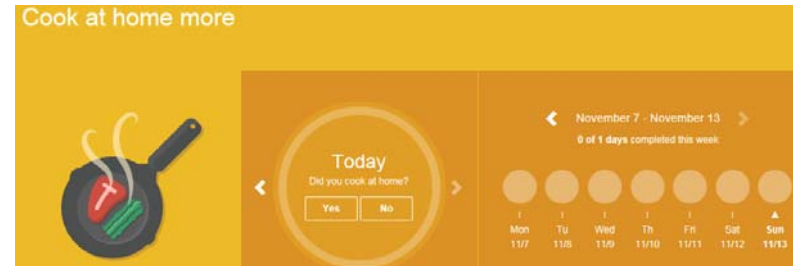 Cook at home more
Today
Did you cook at home?
Yes No
November 7 - November 13
0 of 1 days completed this week
Mon Tu Wed Th Fri Sat Sun
11/7 11/8 11/9 11/10 11/11 11/12 11/13